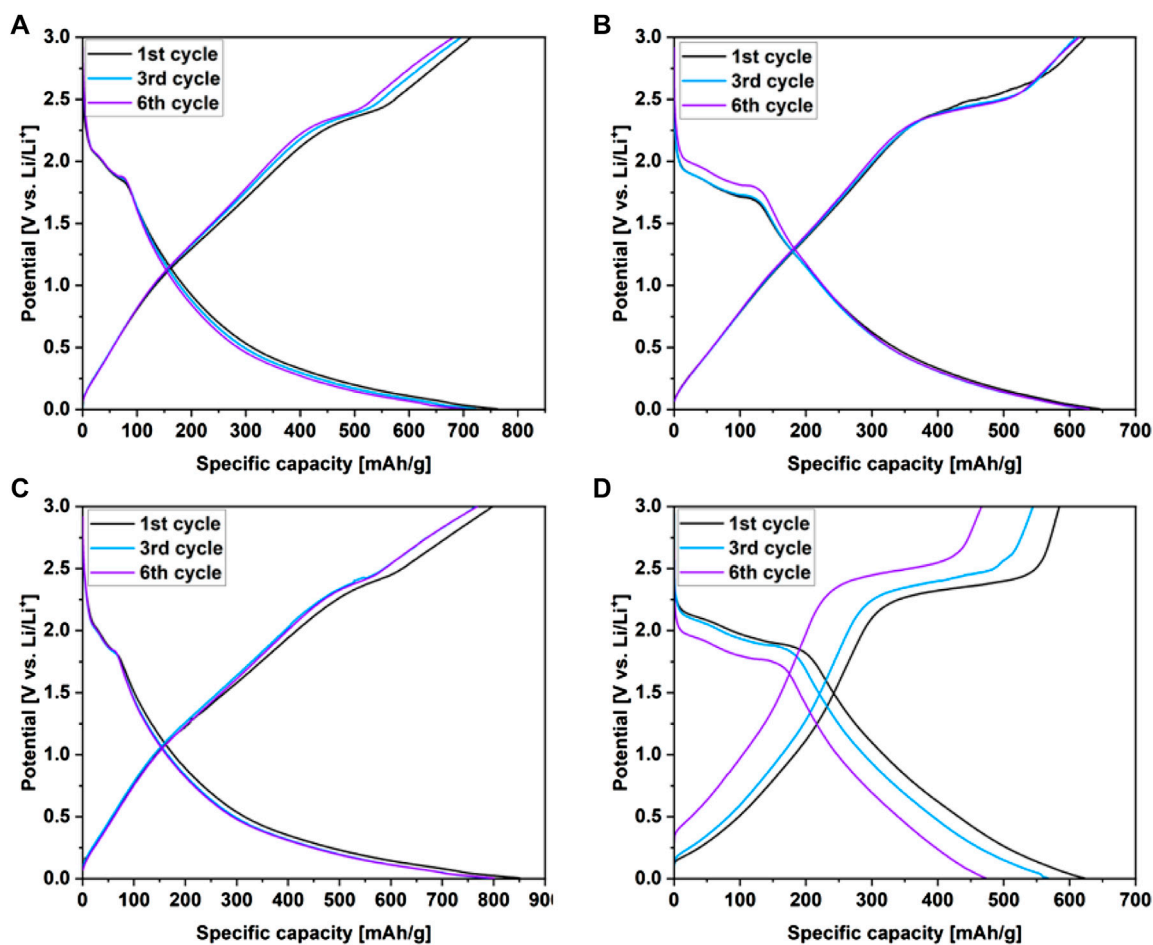 A
3.0
2.5
2.0
1.5
1.0
0.5
0.0
Potential [V vs. Li/Li⁺]
1st cycle
3rd cycle
6th cycle
0 100 200 300 400 500 600 700 800
Specific capacity [mAh/g]
B
3.0
2.5
2.0
1.5
1.0
0.5
0.0
Potential [V vs. Li/Li⁺]
1st cycle
3rd cycle
6th cycle
0 100 200 300 400 500 600 700
Specific capacity [mAh/g]
C
3.0
2.5
2.0
1.5
1.0
0.5
0.0
Potential [V vs. Li/Li⁺]
1st cycle
3rd cycle
6th cycle
0 100 200 300 400 500 600 700 800 900
Specific capacity [mAh/g]
D
3.0
2.5
2.0
1.5
1.0
0.5
0.0
Potential [V vs. Li/Li⁺]
1st cycle
3rd cycle
6th cycle
0 100 200 300 400 500 600 700
Specific capacity [mAh/g]